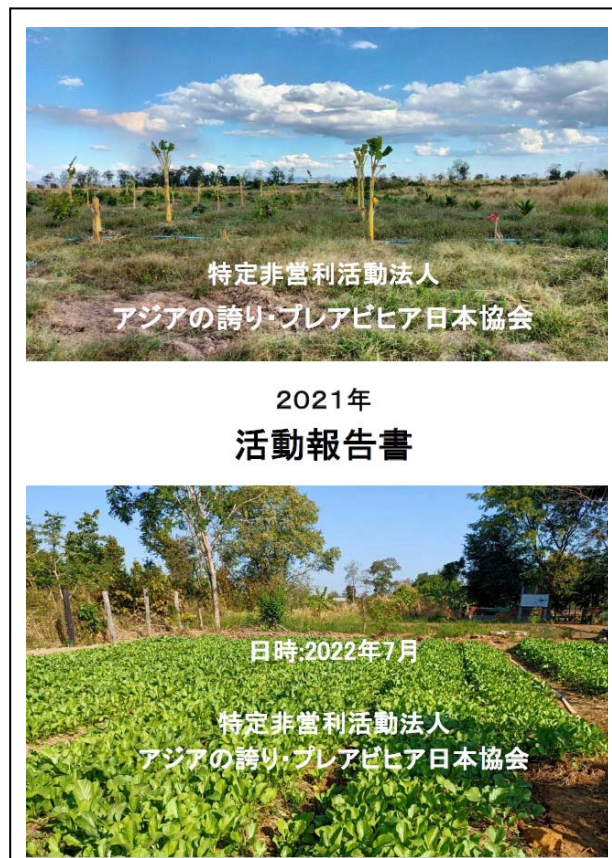 特定非営利活動法人
アジアの誇り・プレアビヒア日本協会
2021年
活動報告書
日時:2022年7月
特定非営利活動法人
アジアの誇り・プレアビヒア日本協会